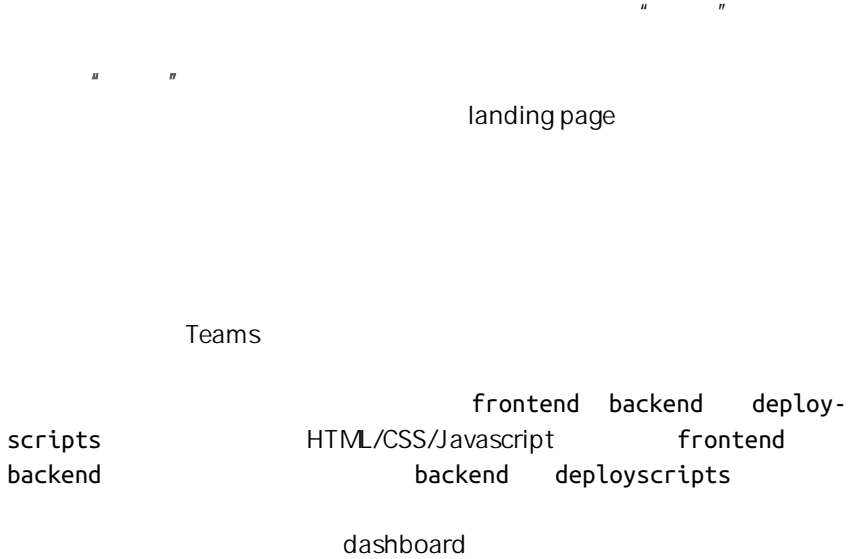 “ ”
“ ”
landing page
Teams
frontend backend deploy-
scripts HTML/CSS/Javascript frontend
backend backend deployscripts
dashboard